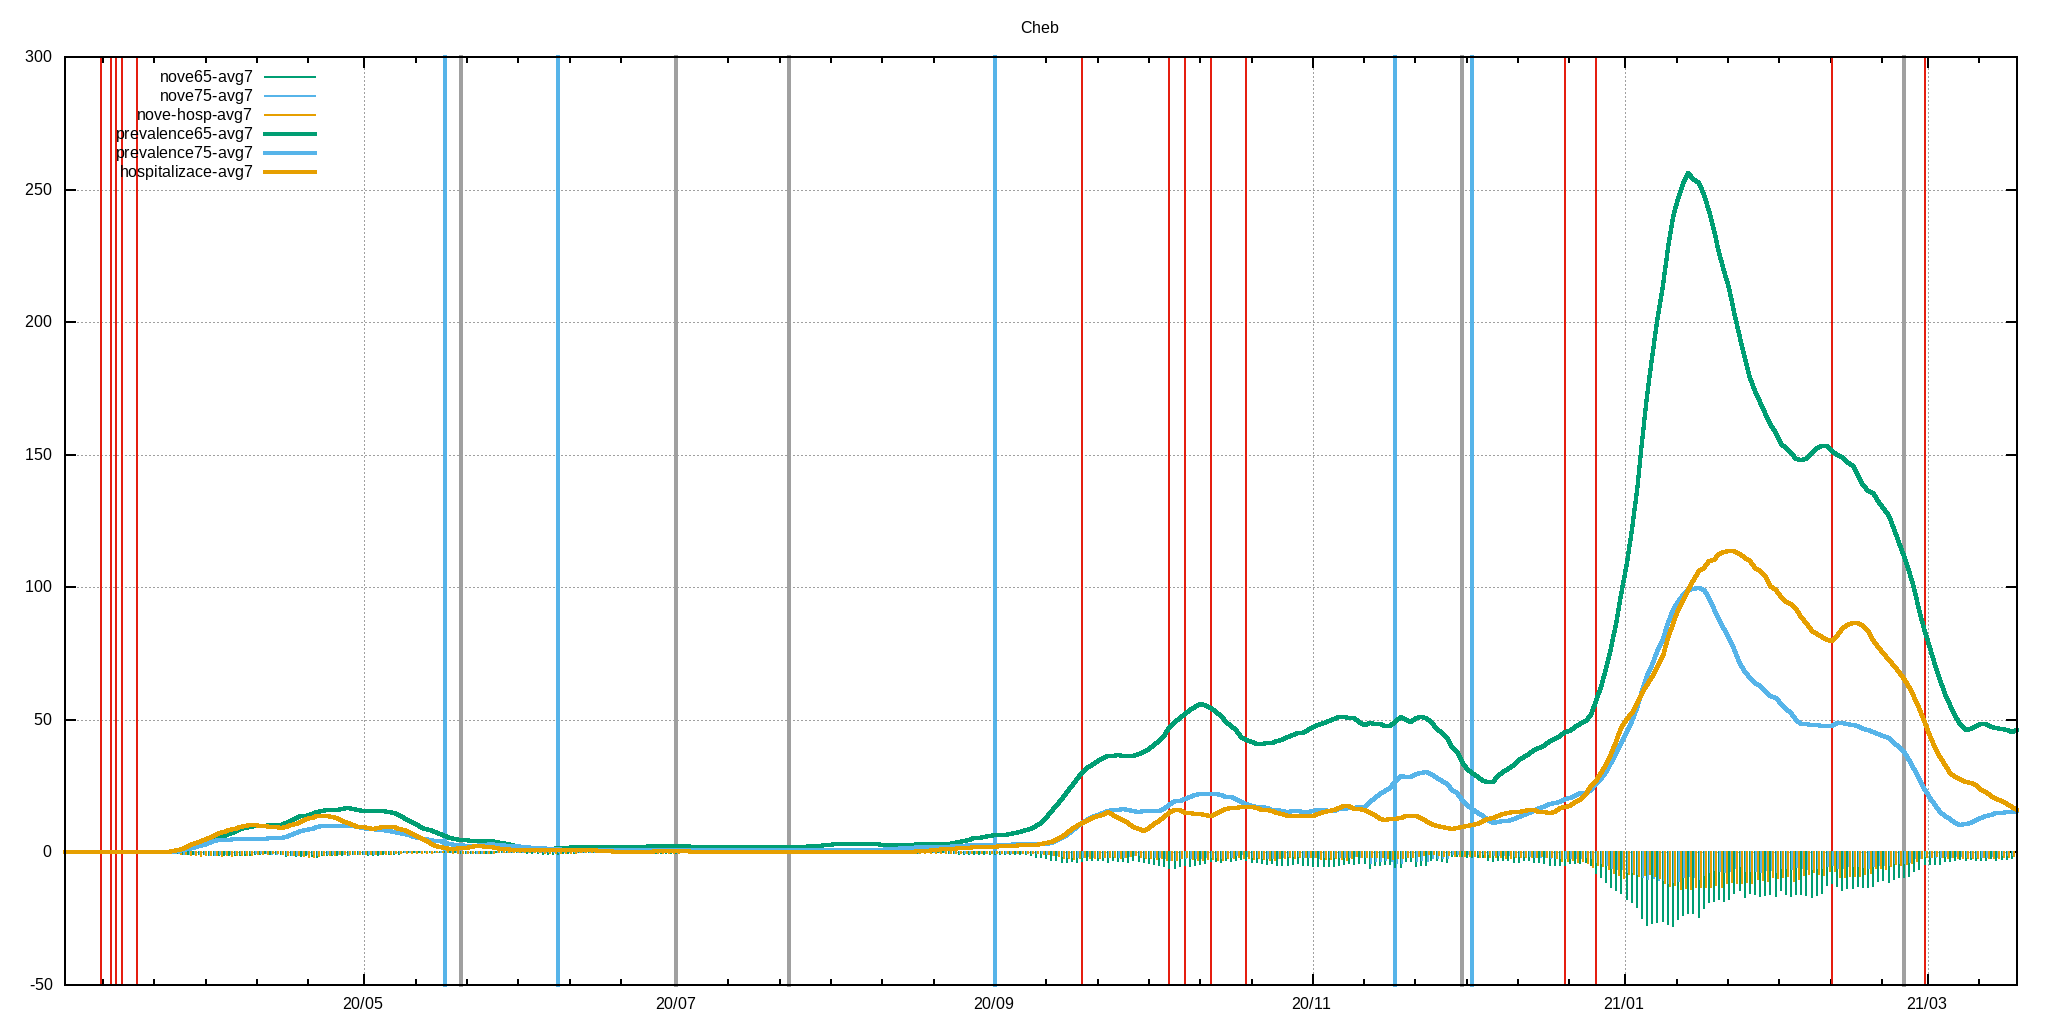 Cheb
300
nove65-avg7
nove75-avg7
nove-hosp-avg7
prevalence65-avg7
prevalence75-avg7
hospitalizace-avg7
250
200
150
100
50
0
-50
20/05 20/07 20/09 20/11 21/01 21/03